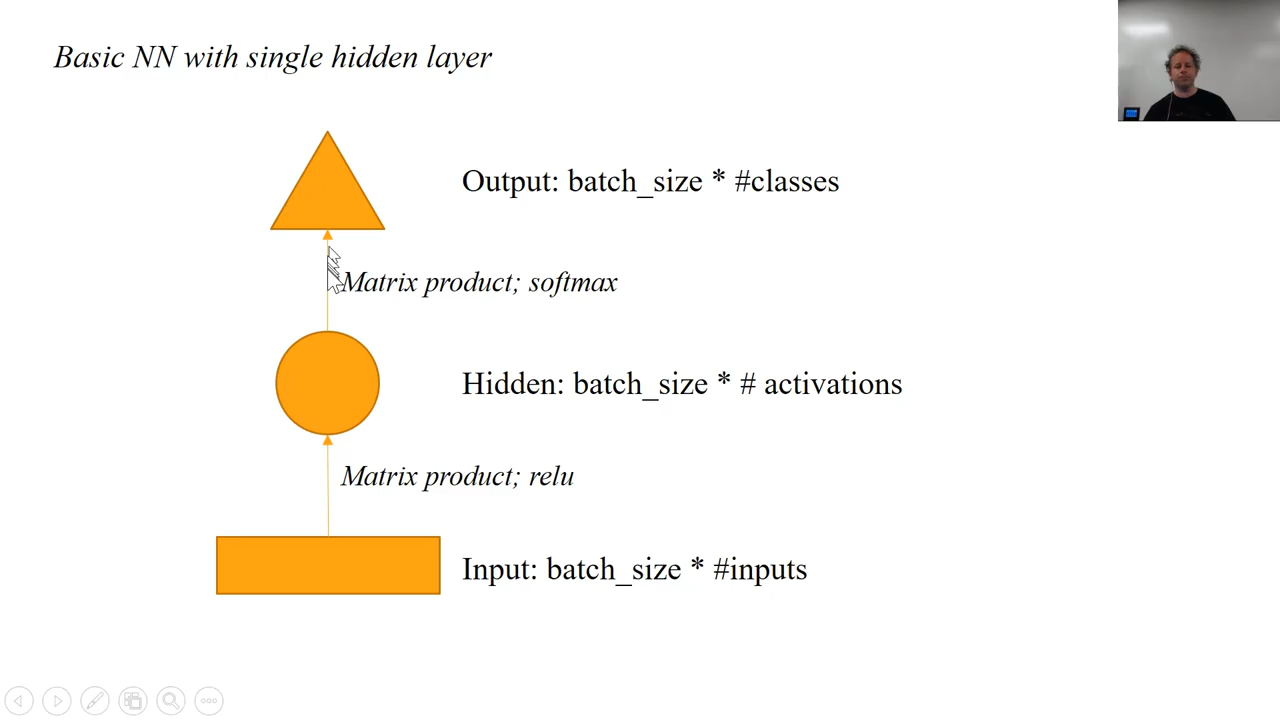 Basic NN with single hidden layer
Output: batch_size * #classes
Matrix product; softmax
Hidden: batch_size * # activations
Matrix product; relu
Input: batch_size * #inputs